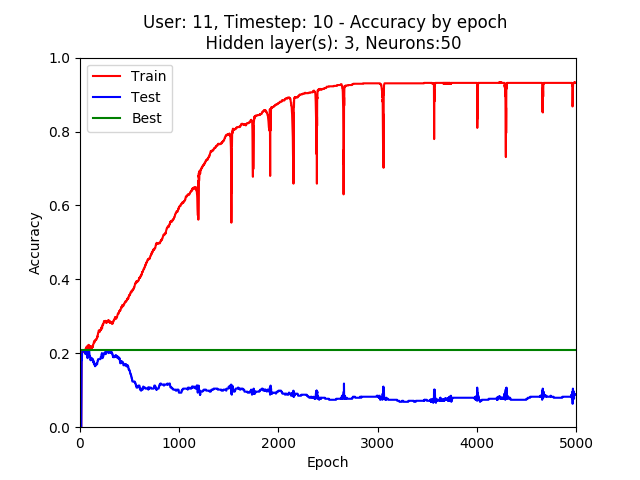 User: 11, Timestep: 10 - Accuracy by epoch
Hidden layer(s): 3, Neurons:50
1.0
0.8
0.6
0.4
0.2
0.0
Accuracy
Train
Test
Best
0 1000 2000 3000 4000 5000
Epoch